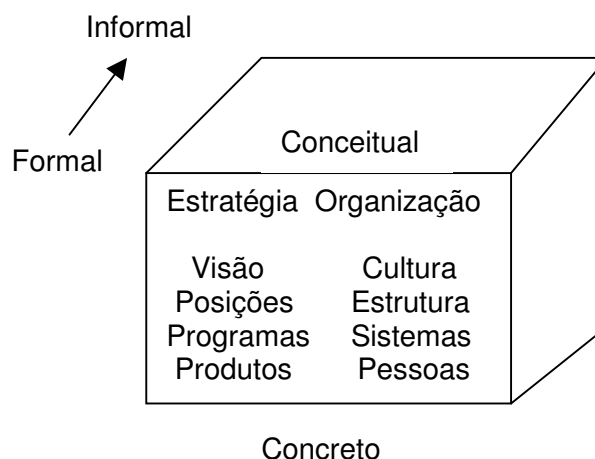 Informal
Formal
Conceitual
Estratégia Organização
Visão Cultura
Posições Estrutura
Programas Sistemas
Produtos Pessoas
Concreto